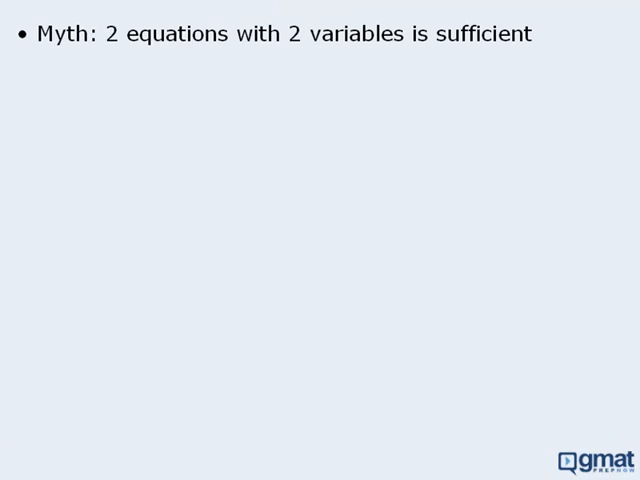 • Myth: 2 equations with 2 variables is sufficient
gmat
PREPNOW